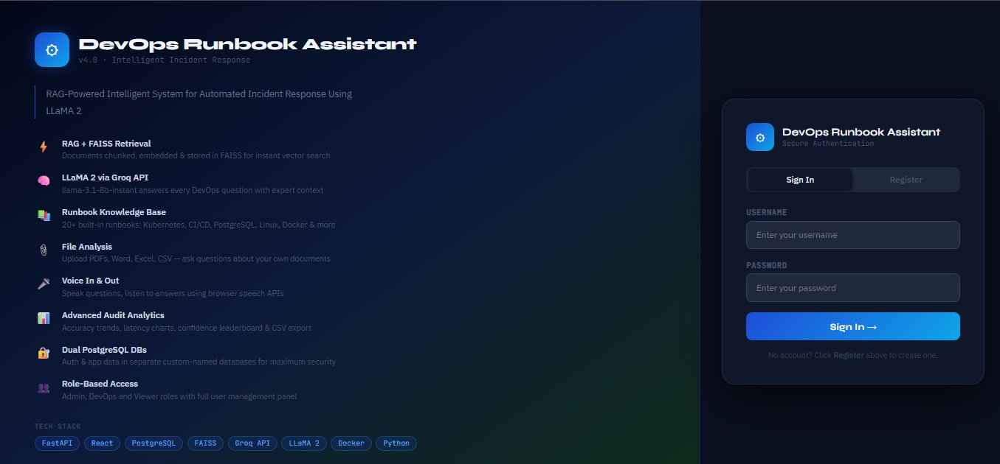 DevOps Runbook Assistant
v4.0 · Intelligent Incident Response
RAG-Powered Intelligent System for Automated Incident Response Using
LLaMA 2
RAG + FAISS Retrieval
Documents chunked, embedded & stored in FAISS for instant vector search
LLaMA 2 via Groq API
llama-3.1-8b-instant answers every DevOps question with expert context
Runbook Knowledge Base
20+ built-in runbooks: Kubernetes, CI/CD, PostgreSQL, Linux, Docker & more
File Analysis
Upload PDFs, Word, Excel, CSV — ask questions about your own documents
Voice In & Out
Speak questions, listen to answers using browser speech APIs
Advanced Audit Analytics
Accuracy trends, latency charts, confidence leaderboard & CSV export
Dual PostgreSQL DBs
Auth & app data in separate custom-named databases for maximum security
Role-Based Access
Admin, DevOps and Viewer roles with full user management panel
TECH STACK
FastAPI React PostgreSQL FAISS Groq API LLaMA 2 Docker Python
DevOps Runbook Assistant
Secure Authentication
Sign In Register
USERNAME
Enter your username
PASSWORD
Enter your password
Sign In →
No account? Click Register above to create one.